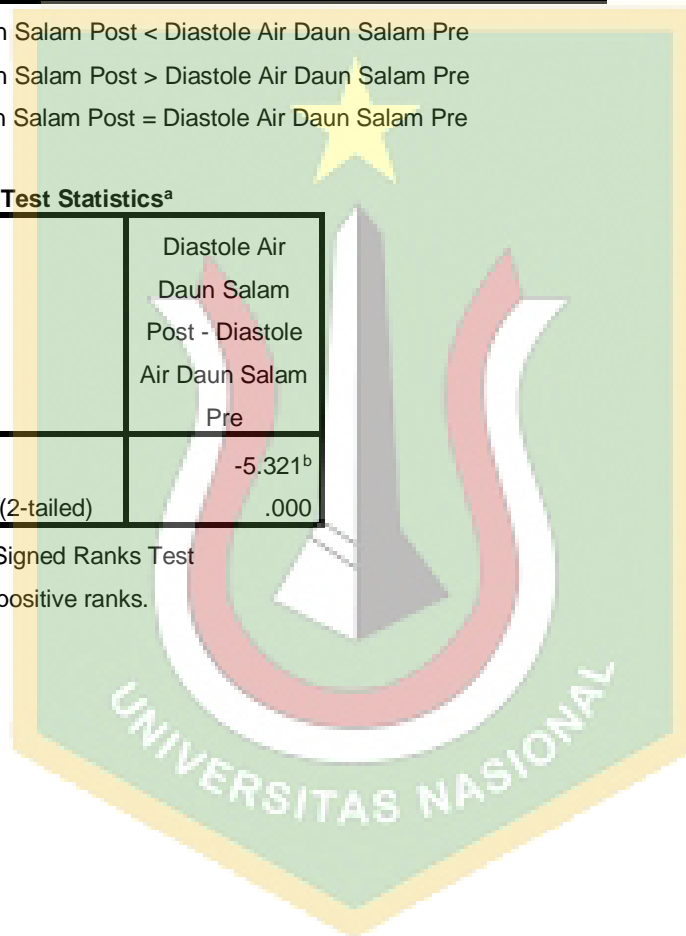 Salam Post < Diastole Air Daun Salam Pre
Salam Post > Diastole Air Daun Salam Pre
Salam Post = Diastole Air Daun Salam Pre
Test Statisticsᵃ
Diastole Air
Daun Salam
Post - Diastole
Air Daun Salam
Pre
-5.321ᵇ
(2-tailed) .000
Signed Ranks Test
positive ranks.
UNIVERSITAS NASIONAL